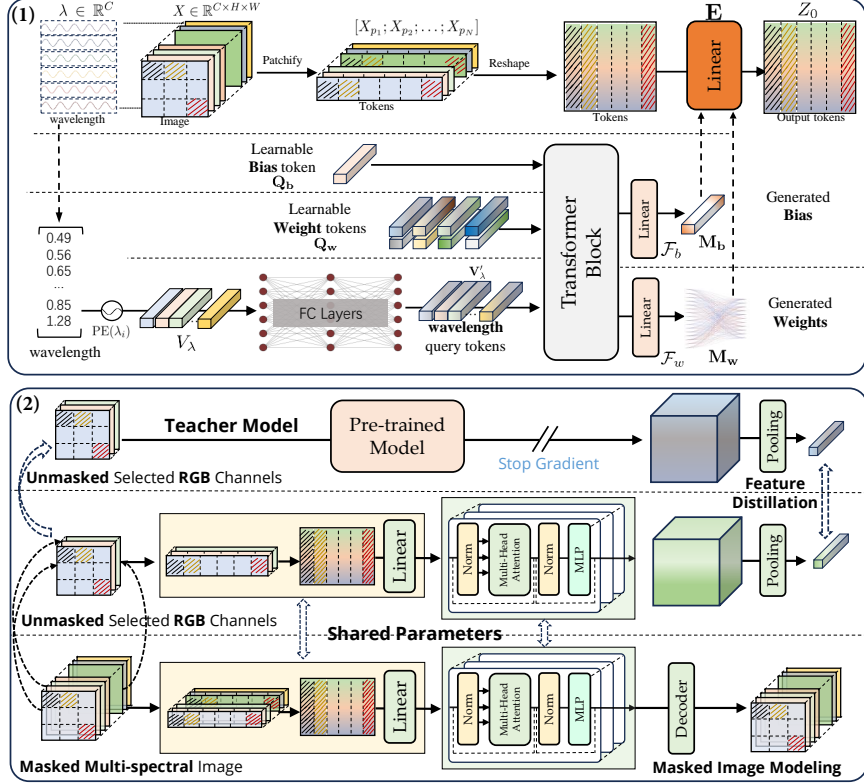 (1)
λ ∈ ℝ^C
X ∈ ℝ^{C×H×W}
[X_{p_1}; X_{p_2}; . . . ; X_{p_N}]
E
Z_0
Patchify
Reshape
Linear
wavelength
Image
Tokens
Tokens
Output tokens
Learnable
Bias token
Q_b
Learnable
Weight tokens
Q_w
Transformer
Block
Linear
F_b
M_b
Generated
Bias
0.49
0.56
0.65
...
0.85
1.28
wavelength
PE(λ_i)
V_λ
FC Layers
V′_λ
wavelength
query tokens
Linear
F_w
M_w
Generated
Weights
(2)
Teacher Model
Pre-trained
Model
Stop Gradient
Pooling
Unmasked Selected RGB Channels
Feature
Distillation
Linear
Norm
Multi-Head
Attention
Norm
MLP
Pooling
Unmasked Selected RGB Channels
Shared Parameters
Linear
Norm
Multi-Head
Attention
Norm
MLP
Decoder
Masked Multi-spectral Image
Masked Image Modeling